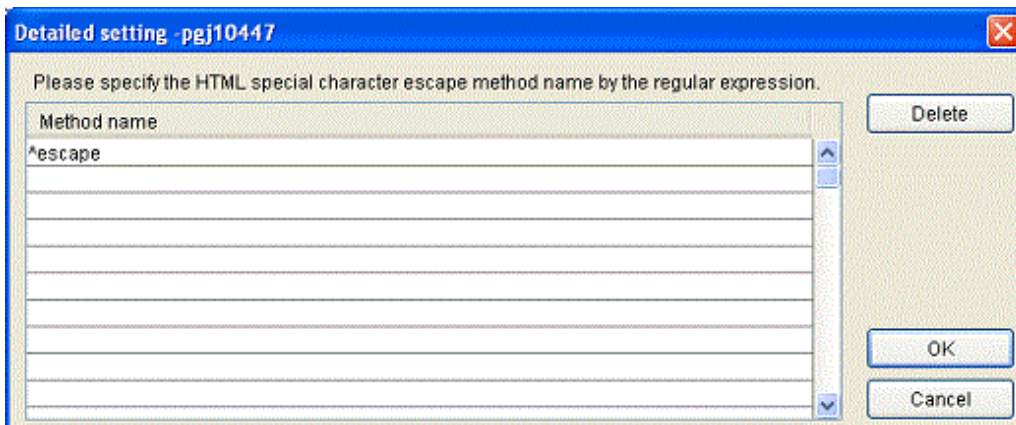 Detailed setting -pgj10447
Please specify the HTML special character escape method name by the regular expression.
Method name
Delete
^escape
OK
Cancel